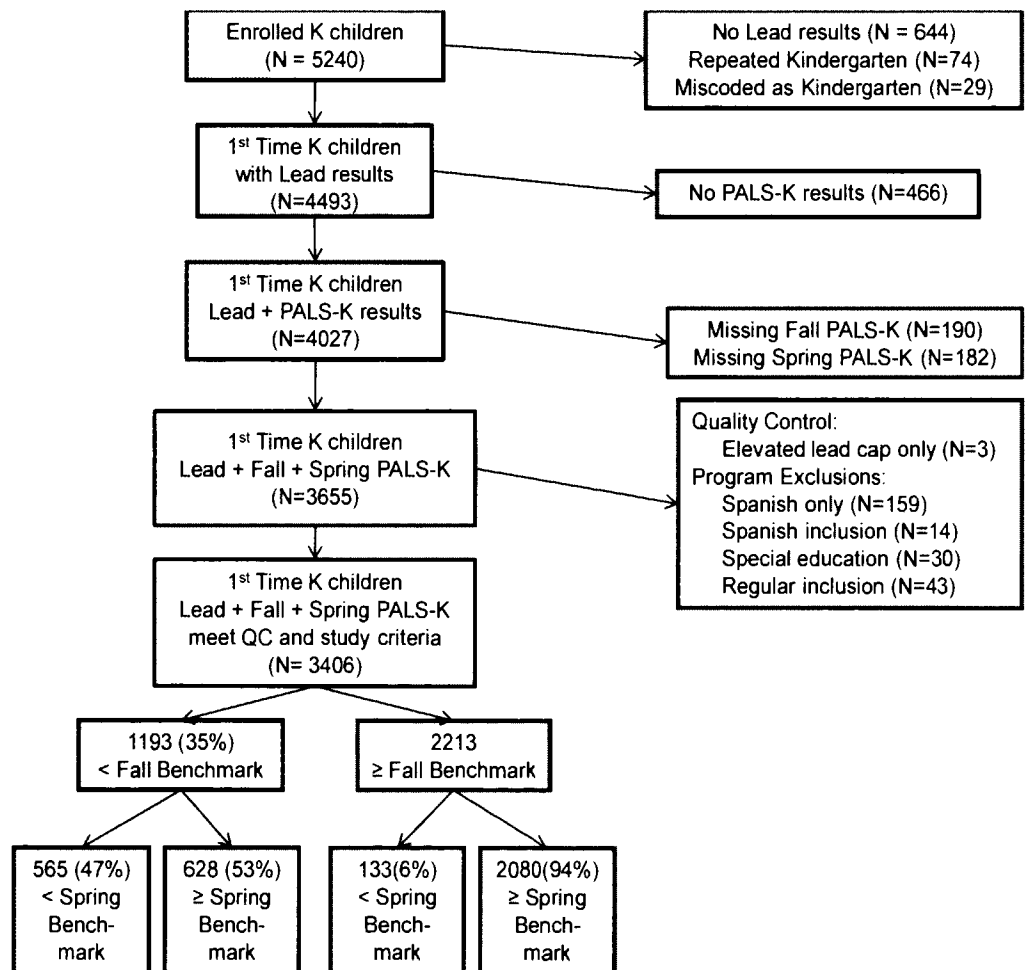 Enrolled K children
(N = 5240)
No Lead results (N = 644)
Repeated Kindergarten (N=74)
Miscoded as Kindergarten (N=29)
1st Time K children
with Lead results
(N=4493)
No PALS-K results (N=466)
1st Time K children
Lead + PALS-K results
(N=4027)
Missing Fall PALS-K (N=190)
Missing Spring PALS-K (N=182)
1st Time K children
Lead + Fall + Spring PALS-K
(N=3655)
Quality Control:
Elevated lead cap only (N=3)
Program Exclusions:
Spanish only (N=159)
Spanish inclusion (N=14)
Special education (N=30)
Regular inclusion (N=43)
1st Time K children
Lead + Fall + Spring PALS-K
meet QC and study criteria
(N= 3406)
1193 (35%)
< Fall Benchmark
2213
≥ Fall Benchmark
565 (47%)
< Spring
Bench-
mark
628 (53%)
≥ Spring
Bench-
mark
133(6%)
< Spring
Bench-
mark
2080(94%)
≥ Spring
Bench-
mark